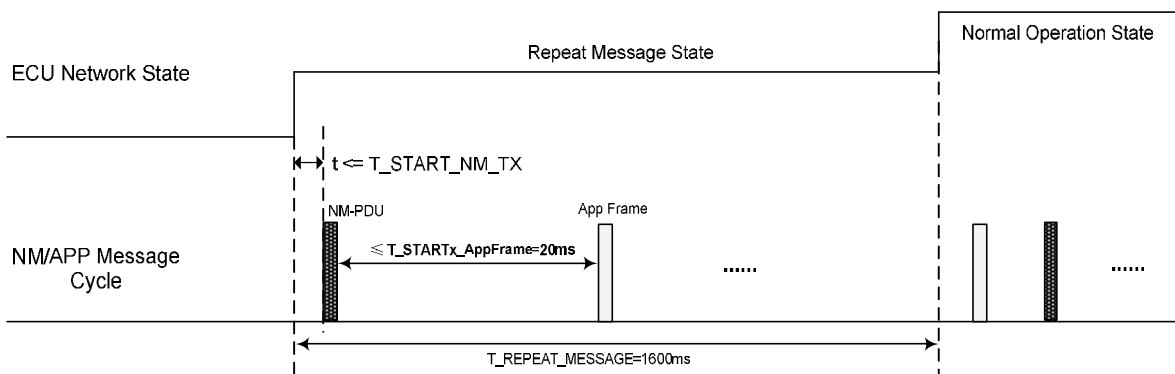 Normal Operation State
Repeat Message State
ECU Network State
t <= T_START_NM_TX
NM-PDU
App Frame
≤ T_STARTx_AppFrame=20ms
NM/APP Message
Cycle
......
......
T_REPEAT_MESSAGE=1600ms